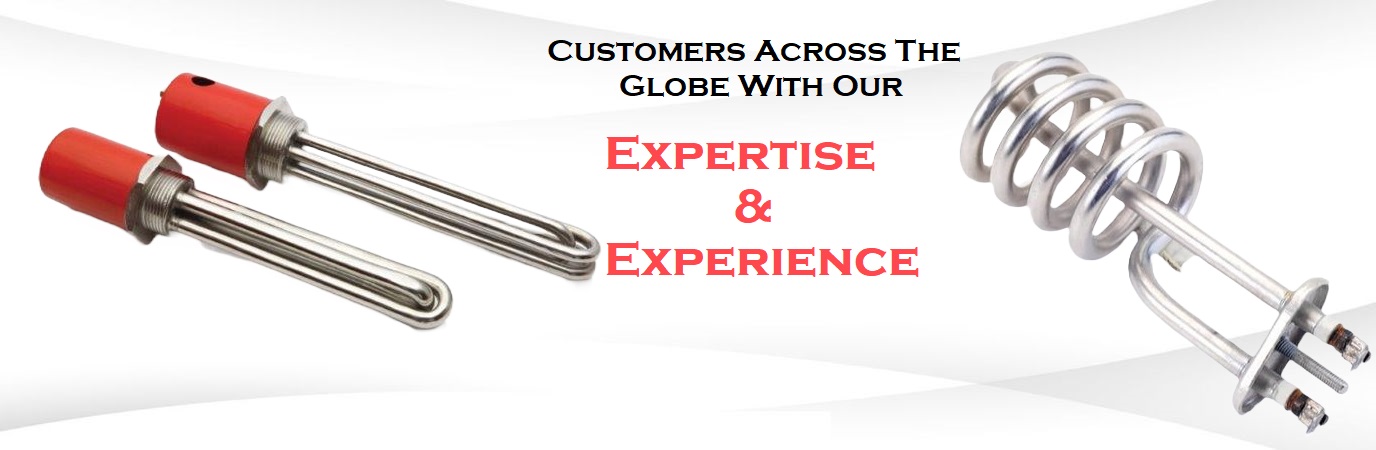 Customers Across The
Globe With Our
Expertise
&
Experience